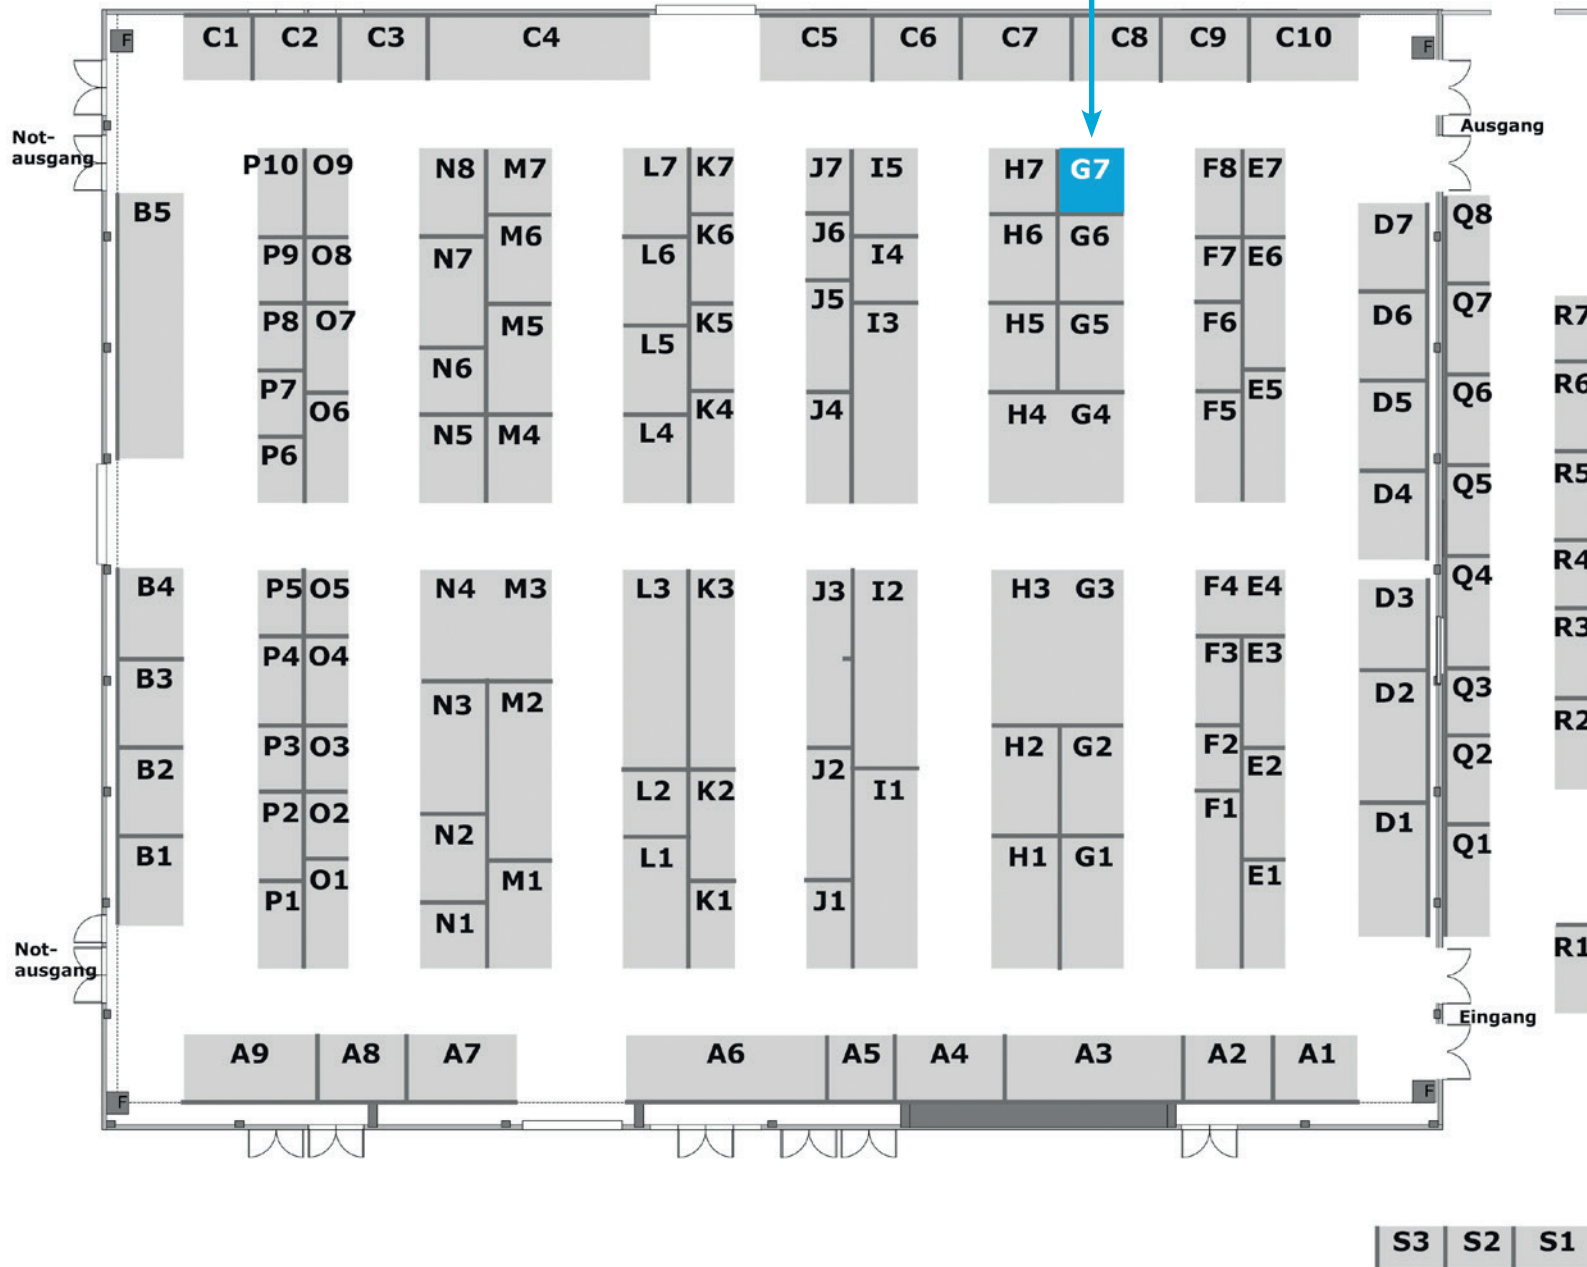 F C1 C2 C3 C4 C5 C6 C7 C8 C9 C10 F
Not-
ausgang
Ausgang
P10 O9 N8 M7 L7 K7 J7 I5 H7 G7 F8 E7
B5 D7 Q8
M6 K6 J6 H6 G6
P9 O8 N7 L6 I4 F7 E6
J5 Q7
P8 O7 M5 L5 K5 I3 H5 G5 F6 D6 R7
N6
P7 E5 Q6 R6
O6 K4 J4 H4 G4 F5 D5
P6 N5 M4 L4
D4 Q5 R5
B4 P5 O5 N4 M3 L3 K3 J3 I2 H3 G3 F4 E4 D3 Q4 R4
P4 O4 F3 E3 R3
B3 N3 M2 D2 Q3
P3 O3 H2 G2 F2 R2
B2 J2 E2 Q2
P2 O2 L2 K2 I1 F1
N2 D1
B1 L1 H1 G1 Q1
O1 M1 E1
P1 N1 K1 J1
Not-
ausgang
R1
Eingang
A9 A8 A7 A6 A5 A4 A3 A2 A1
F F
S3 S2 S1